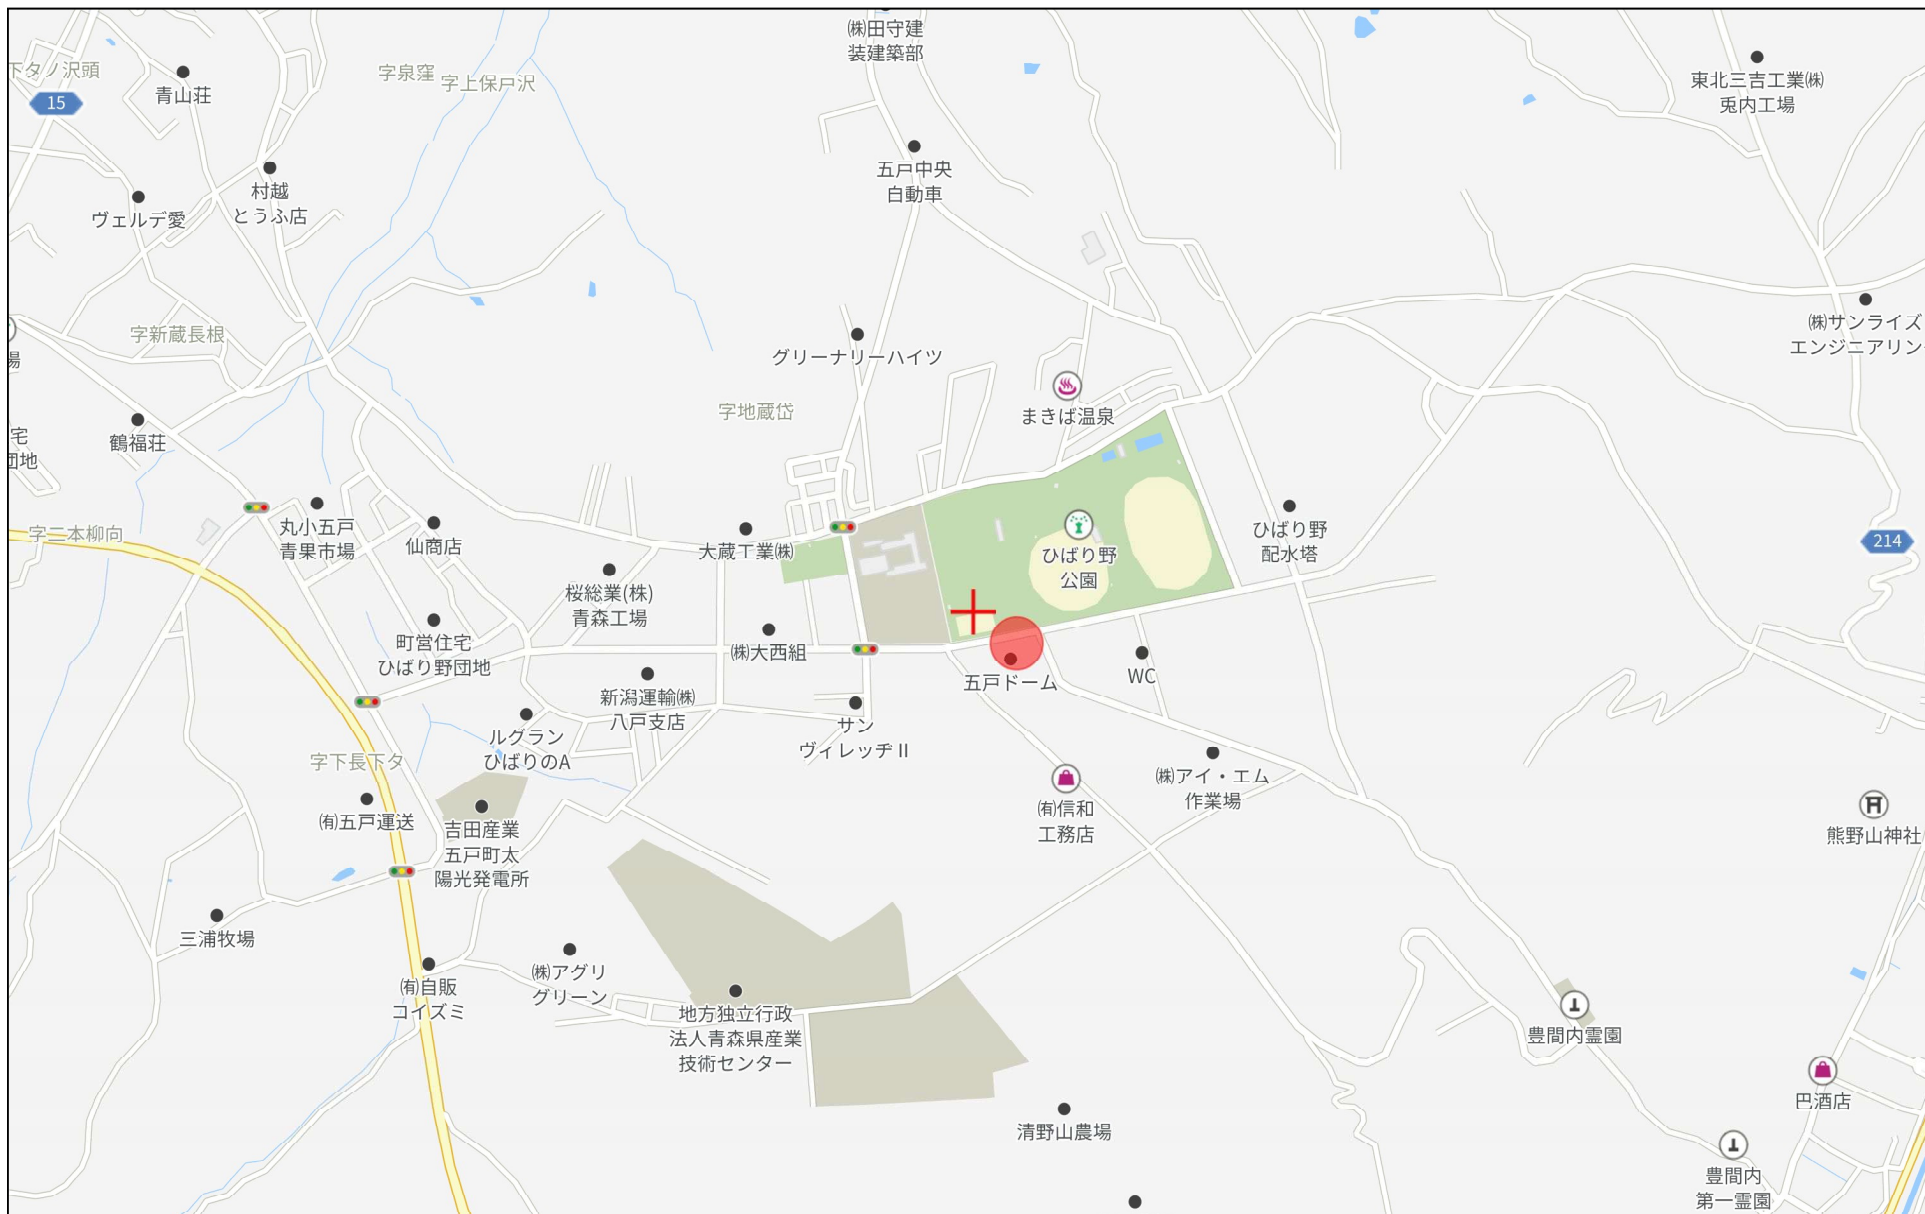 ㈱田守建
装建築部
下タノ沢頭
字泉窪
字上保戸沢
青山荘
15
東北三吉工業㈱
兎内工場
五戸中央
自動車
村越
とうふ店
ヴェルデ愛
㈱サンライズ
エンジニアリン
字新蔵長根
グリーナリーハイツ
場
字地蔵岱
まきば温泉
鶴福荘
宅
団地
丸小五戸
青果市場
仙商店
大蔵工業㈱
ひばり野
配水塔
字二本柳向
214
ひばり野
公園
桜総業(株)
青森工場
町営住宅
ひばり野団地
㈱大西組
五戸ドーム
WC
新潟運輸㈱
八戸支店
サン
ヴィレッヂⅡ
ルグラン
ひばりのA
字下長下タ
㈱アイ・エム
作業場
㈲信和
工務店
㈲五戸運送
吉田産業
五戸町太
陽光発電所
熊野山神社
三浦牧場
㈱アグリ
グリーン
㈲自販
コイズミ
地方独立行政
法人青森県産業
技術センター
豊間内霊園
巴酒店
清野山農場
豊間内
第一霊園